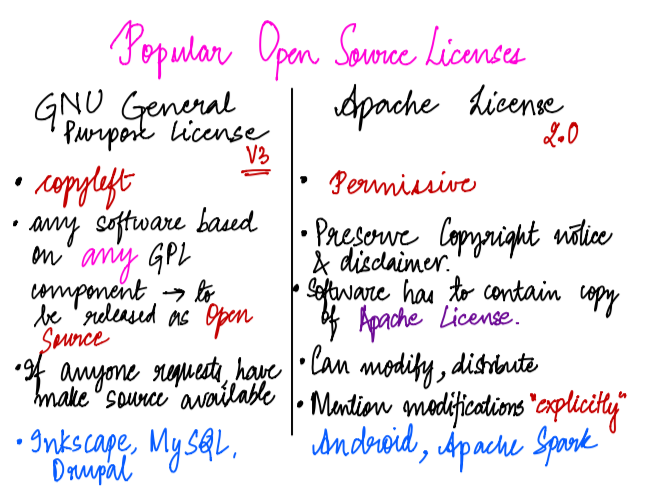 Popular Open Source Licenses
GNU General
Purpose License
V3
• copyleft
• any software based
on any GPL
component → to
be released as Open
Source
• If anyone requests, have
make source available
• Inkscape, MySQL,
Drupal
Apache License
2.0
• Permissive
• Preserve Copyright notice
& disclaimer.
• Software has to contain copy
of Apache License.
• Can modify, distribute
• Mention modifications "explicitly"
Android, Apache Spark